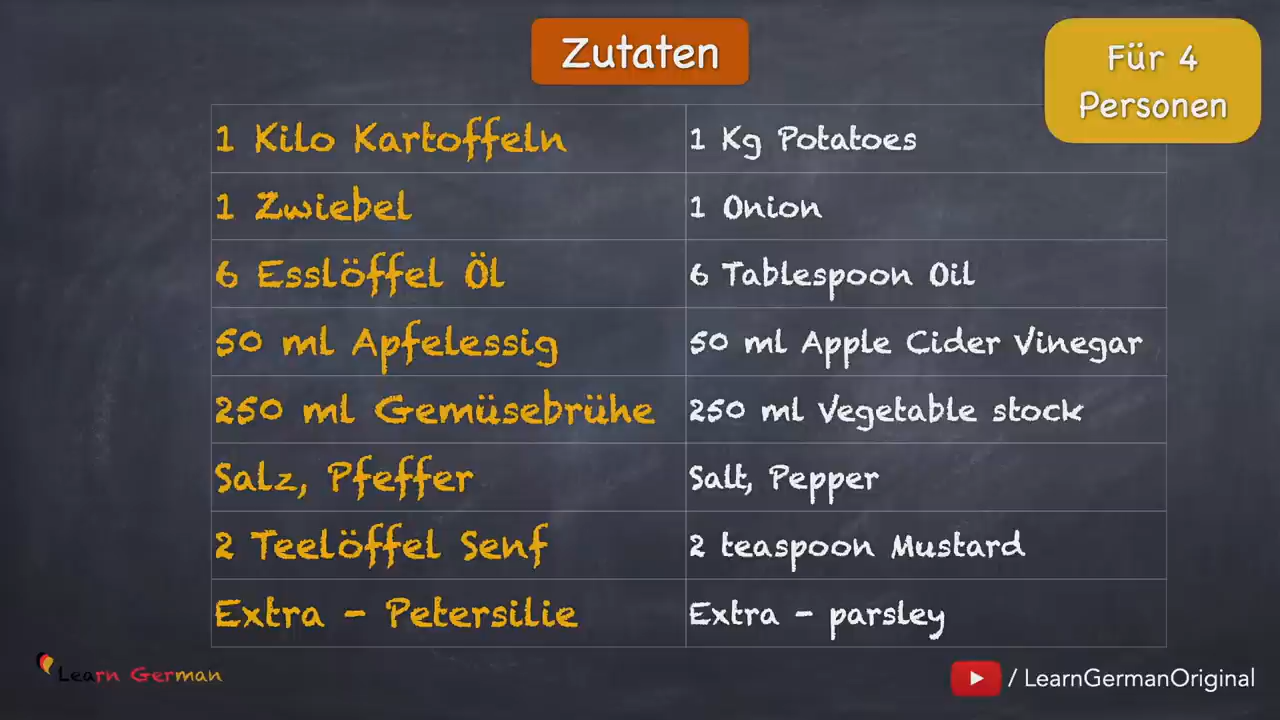 Zutaten
Für 4
Personen
1 Kilo Kartoffeln
1 Kg Potatoes
1 Zwiebel
1 Onion
6 Esslöffel Öl
6 Tablespoon Oil
50 ml Apfelessig
50 ml Apple Cider Vinegar
250 ml Gemüsebrühe
250 ml Vegetable stock
Salz, Pfeffer
Salt, Pepper
2 Teelöffel Senf
2 teaspoon Mustard
Extra - Petersilie
Extra - parsley
Learn German
/ LearnGermanOriginal